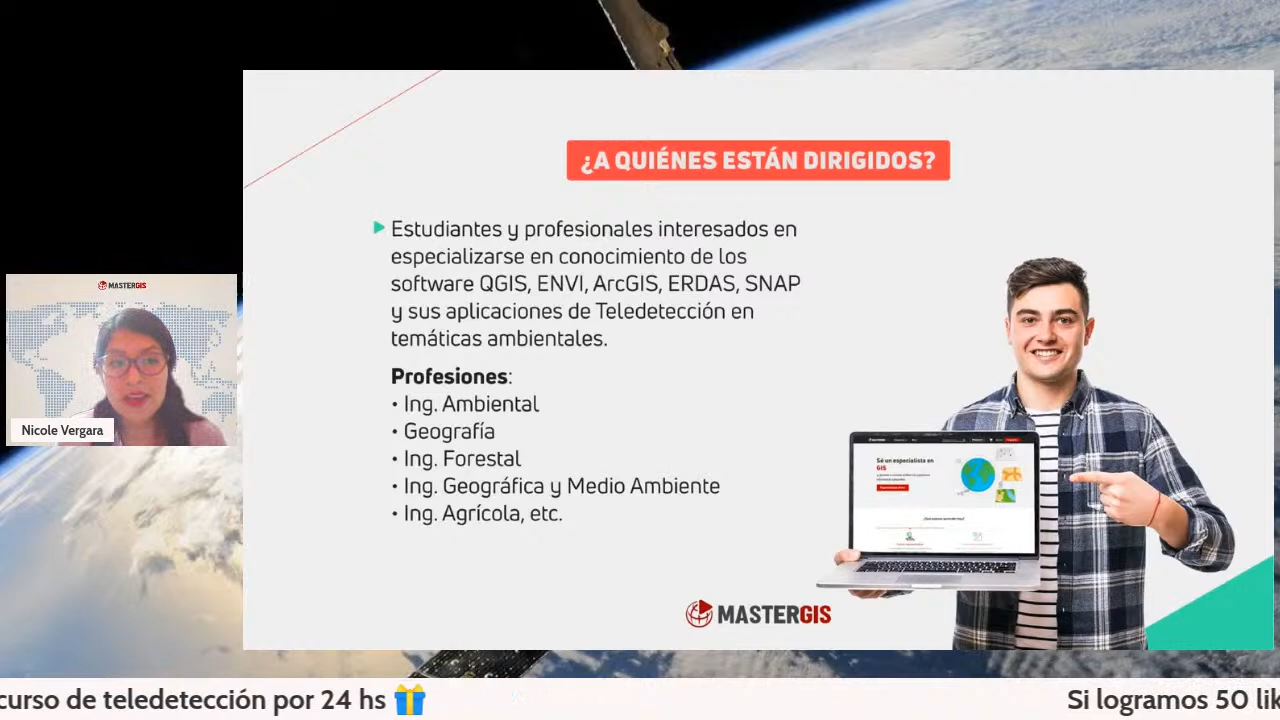 ¿A QUIÉNES ESTÁN DIRIGIDOS?
Estudiantes y profesionales interesados en
especializarse en conocimiento de los
software QGIS, ENVI, ArcGIS, ERDAS, SNAP
y sus aplicaciones de Teledetección en
temáticas ambientales.
Profesiones:
• Ing. Ambiental
• Geografía
• Ing. Forestal
• Ing. Geográfica y Medio Ambiente
• Ing. Agrícola, etc.
MASTERGIS
Nicole Vergara
Sé un especialista en
GIS
MASTERGIS
curso de teledetección por 24 hs 🎁
Si logramos 50 lik